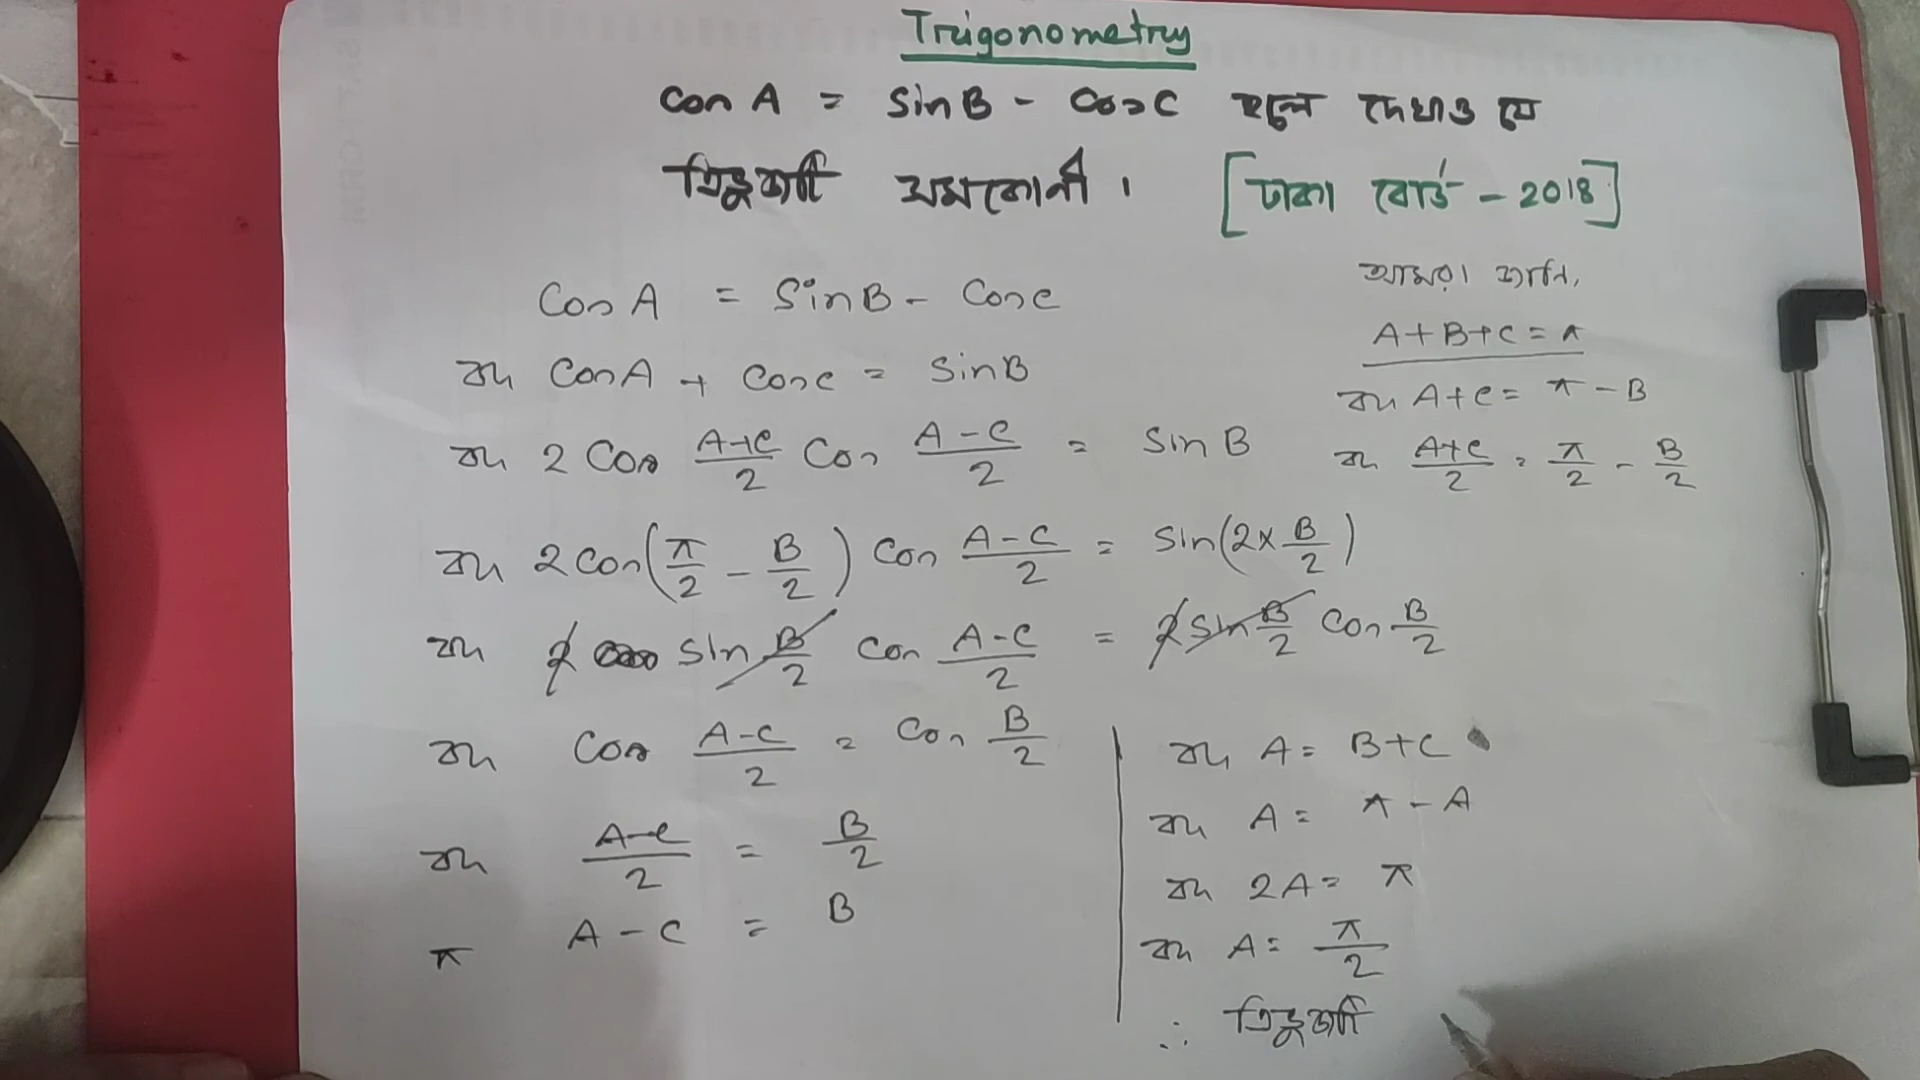 Trigonometry
cos A = sin B - cos C হলে দেখাও যে
ত্রিভুজটি সমকোণী। [ঢাকা বোর্ড - 2018]
cos A = sin B - cos C
বা cos A + cos C = sin B
বা 2 cos (A+C)/2 cos (A-C)/2 = sin B
বা 2 cos(π/2 - B/2) cos (A-C)/2 = sin(2×B/2)
বা 2 sin B/2 cos (A-C)/2 = 2 sin B/2 cos B/2
বা cos (A-C)/2 = cos B/2
বা (A-C)/2 = B/2
π A - C = B
আমরা জানি,
A+B+C = π
বা A+C = π - B
বা (A+C)/2 = π/2 - B/2
বা A = B+C
বা A = π - A
বা 2A = π
বা A = π/2
∴ ত্রিভুজটি